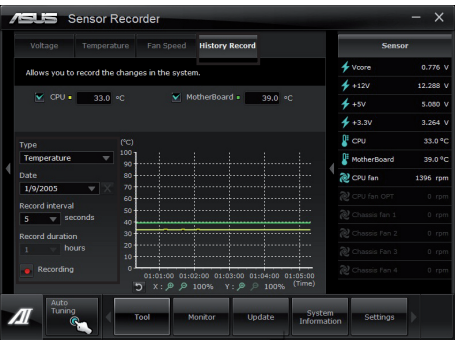 ASUS Sensor Recorder
Voltage Temperature Fan Speed History Record
Allows you to record the changes in the system.
CPU 33.0 °C MotherBoard 39.0 °C
Type
Temperature
Date
1/9/2005
Record interval
5 seconds
Record duration
1 hours
Recording
(°C)
100
90
80
70
60
50
40
30
20
10
0
01:01:00 01:02:00 01:03:00 01:04:00 01:05:00
(Time)
X : 100% Y : 100%
Sensor
Vcore 0.776 V
+12V 12.288 V
+5V 5.080 V
+3.3V 3.264 V
CPU 33.0 °C
MotherBoard 39.0 °C
CPU fan 1396 rpm
CPU fan OPT 0 rpm
Chassis fan 1 0 rpm
Chassis Fan 2 0 rpm
Chassis Fan 3 0 rpm
Chassis Fan 4 0 rpm
Auto
Tuning
Tool
Monitor
Update
System
Information
Settings